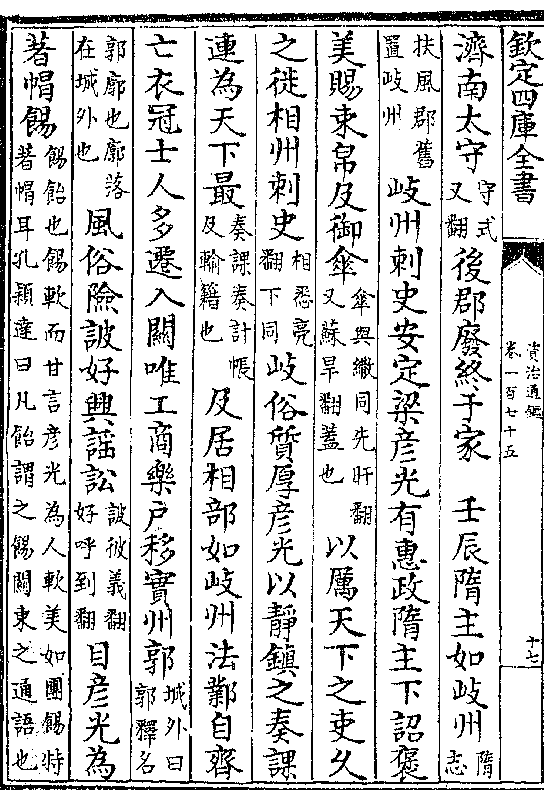 欽定四庫全書
資治通鑑
卷一百七十五
十七
濟南太守守式又翻後郡廢終于家　壬辰隋主如岐州隋志
扶風郡舊置岐州岐州刺史安定梁彥光有惠政隋主下詔褒
美賜束帛及御傘傘與繖同先旰翻又蘇旱翻蓋也以厲天下之吏久
之徙相州刺史相悉亮翻下同岐俗質厚彥光以靜鎮之奏課
連為天下最奏課奏計帳及輸籍也及居相部如岐州法鄴自齊
亡衣冠士人多遷入關唯工商樂戶移實州郭城外曰郭釋名
郭廓也廓落在城外也風俗險詖好興謡訟詖彼義翻好呼到翻目彥光為
著帽餳餳飴也餳軟而甘言彥光為人軟美如團餳特著帽耳孔穎達曰凡飴謂之餳關東之通語也